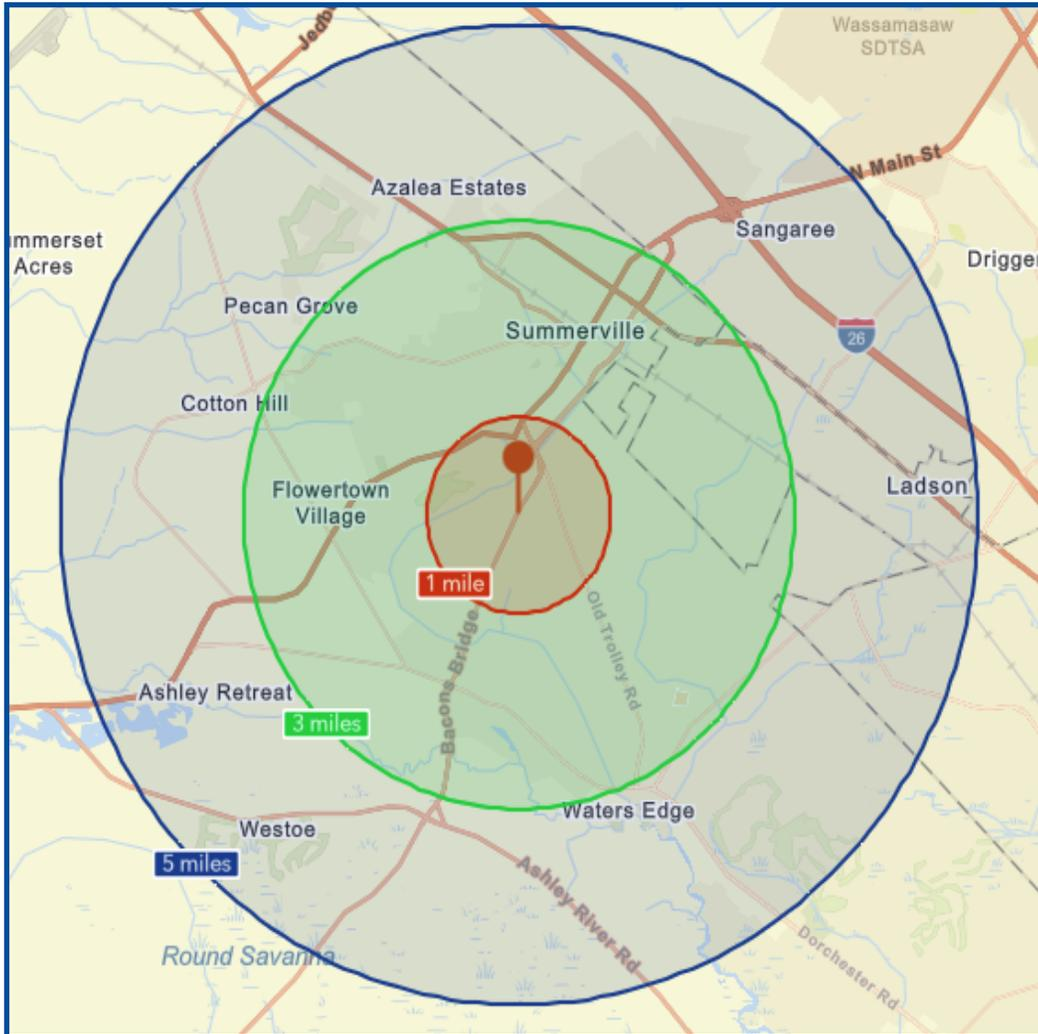 Wassamasaw
SDTSA
Jedbu
N Main St
Azalea Estates
Sangaree
ummerset
Acres
Drigger
Pecan Grove
Summerville
26
Cotton Hill
Flowertown
Village
Ladson
1 mile
Old Trolley Rd
Bacons Bridge
Ashley Retreat
3 miles
Waters Edge
Westoe
5 miles
Ashley River Rd
Round Savanna
Dorchester Rd